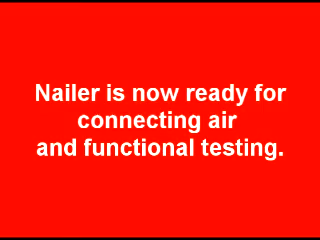 Nailer is now ready for
connecting air
and functional testing.